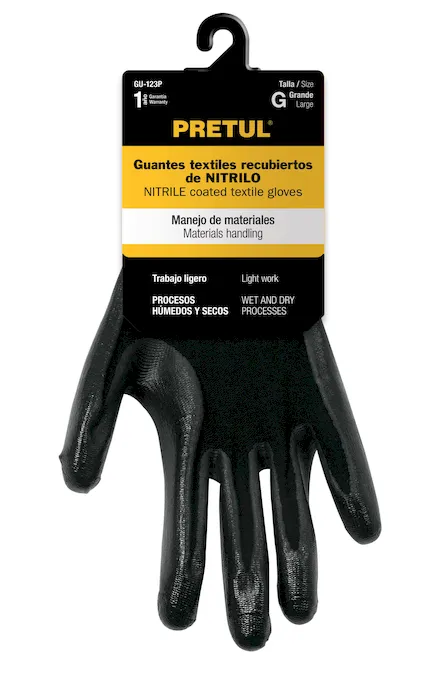 GU-123P
1 año Garantía
Warranty
Talla / Size
G Grande
Large
PRETUL®
Guantes textiles recubiertos
de NITRILO
NITRILE coated textile gloves
Manejo de materiales
Materials handling
Trabajo ligero
Light work
PROCESOS
HÚMEDOS Y SECOS
WET AND DRY
PROCESSES